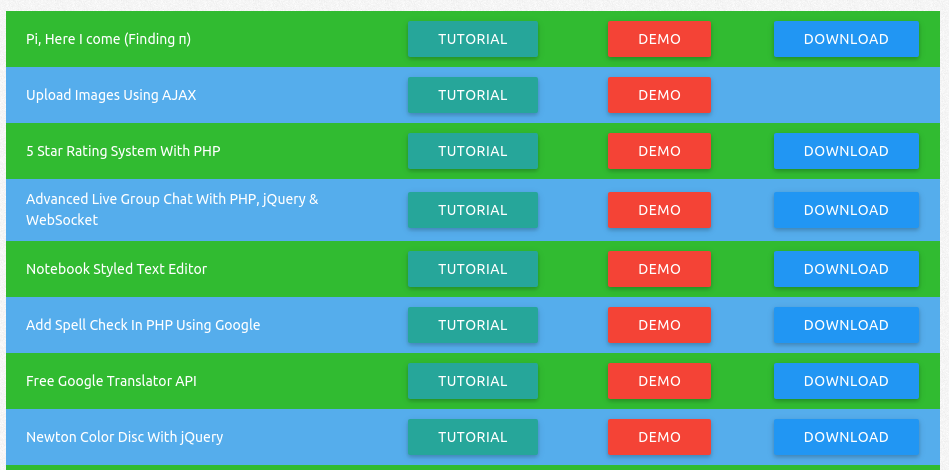 Pi, Here I come (Finding π) TUTORIAL DEMO DOWNLOAD
Upload Images Using AJAX TUTORIAL DEMO
5 Star Rating System With PHP TUTORIAL DEMO DOWNLOAD
Advanced Live Group Chat With PHP, jQuery &
WebSocket TUTORIAL DEMO DOWNLOAD
Notebook Styled Text Editor TUTORIAL DEMO DOWNLOAD
Add Spell Check In PHP Using Google TUTORIAL DEMO DOWNLOAD
Free Google Translator API TUTORIAL DEMO DOWNLOAD
Newton Color Disc With jQuery TUTORIAL DEMO DOWNLOAD